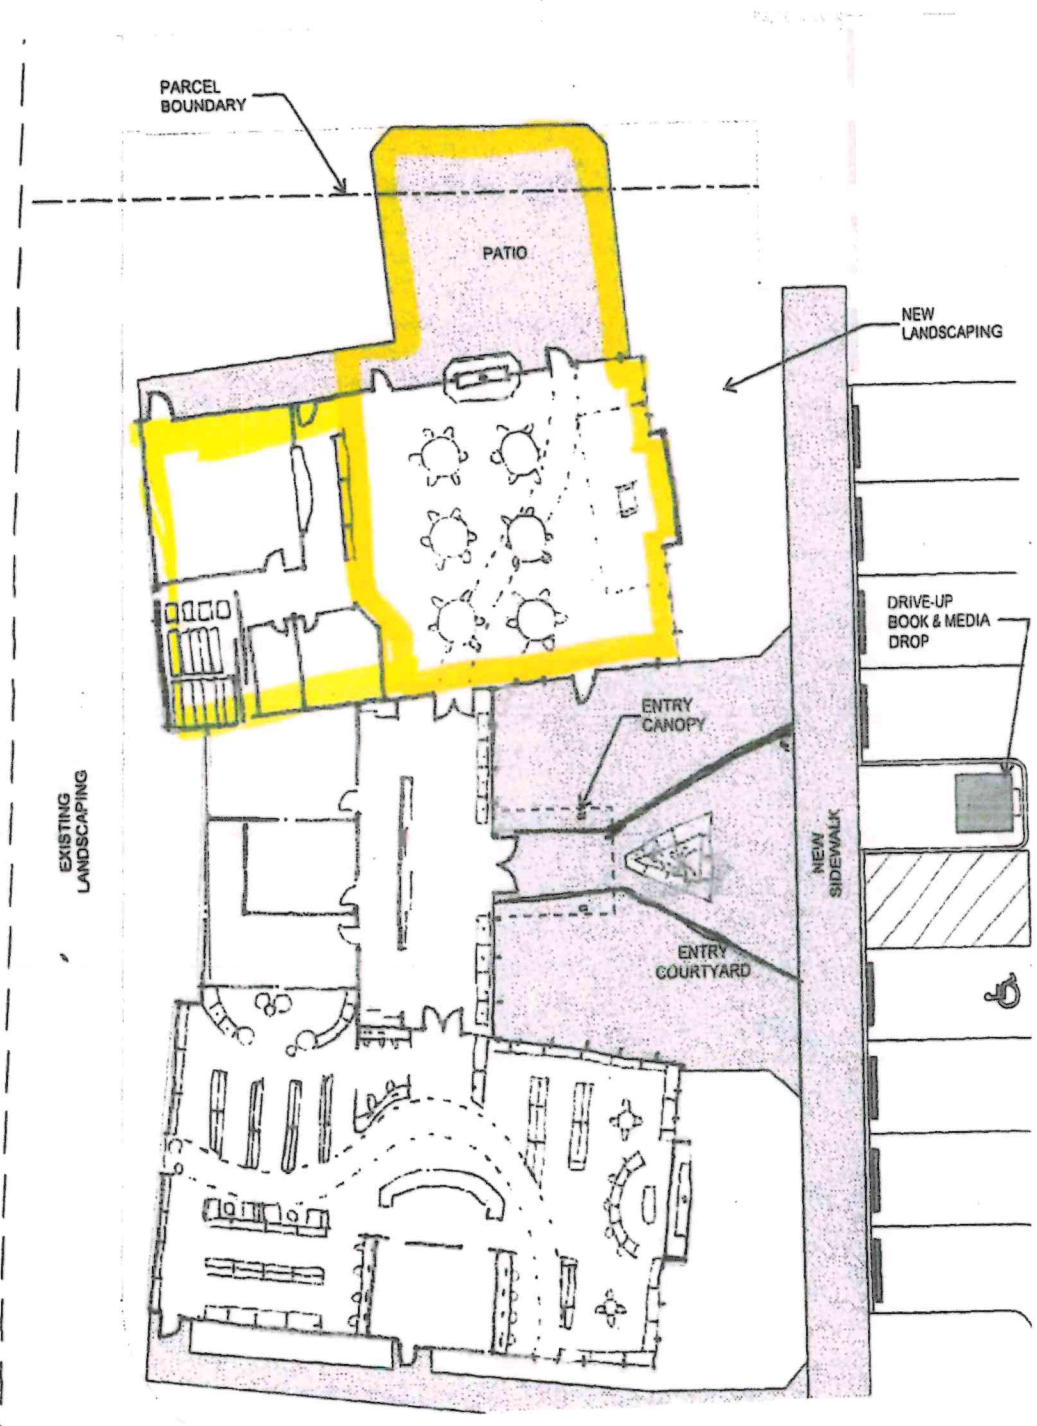 PARCEL
BOUNDARY
PATIO
NEW
LANDSCAPING
DRIVE-UP
BOOK & MEDIA
DROP
ENTRY
CANOPY
EXISTING
LANDSCAPING
NEW
SIDEWALK
ENTRY
COURTYARD